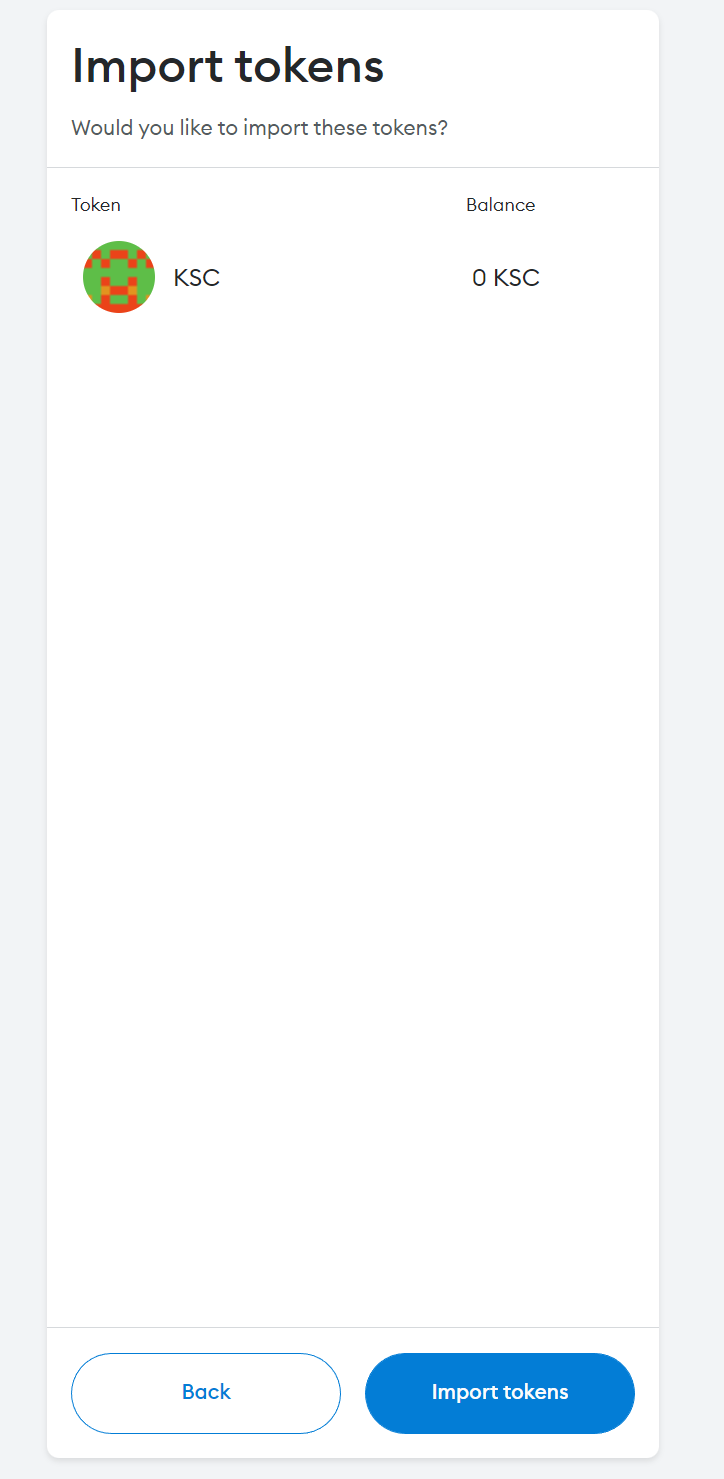 Import tokens
Would you like to import these tokens?
Token Balance
KSC 0 KSC
Back Import tokens